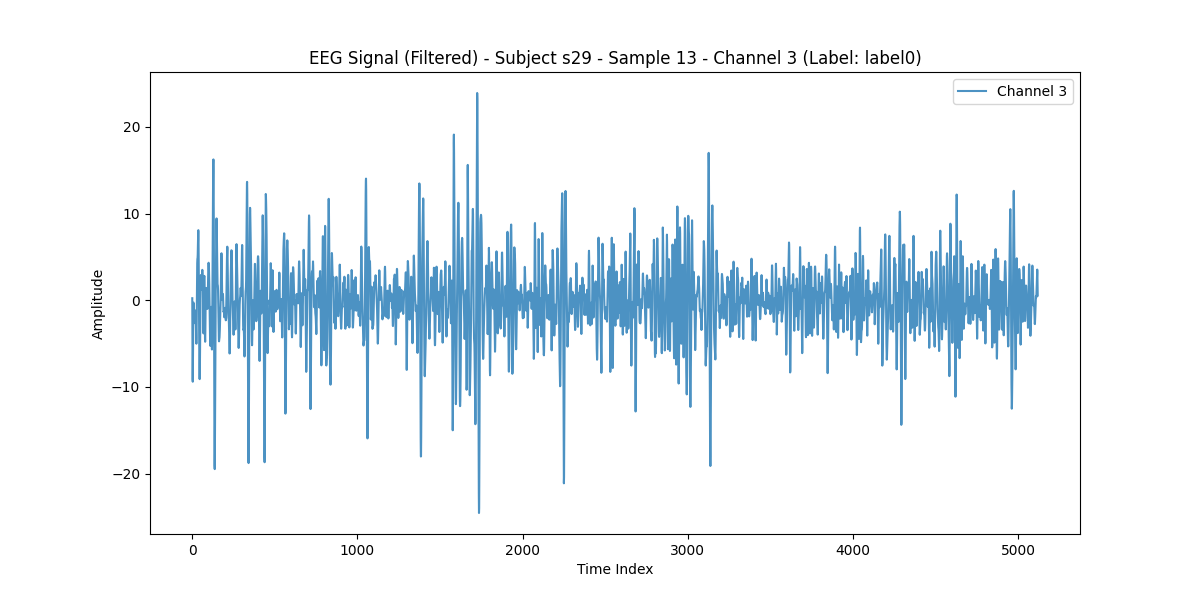 EEG Signal (Filtered) - Subject s29 - Sample 13 - Channel 3 (Label: label0)
Channel 3
20
10
0
−10
−20
Amplitude
0 1000 2000 3000 4000 5000
Time Index